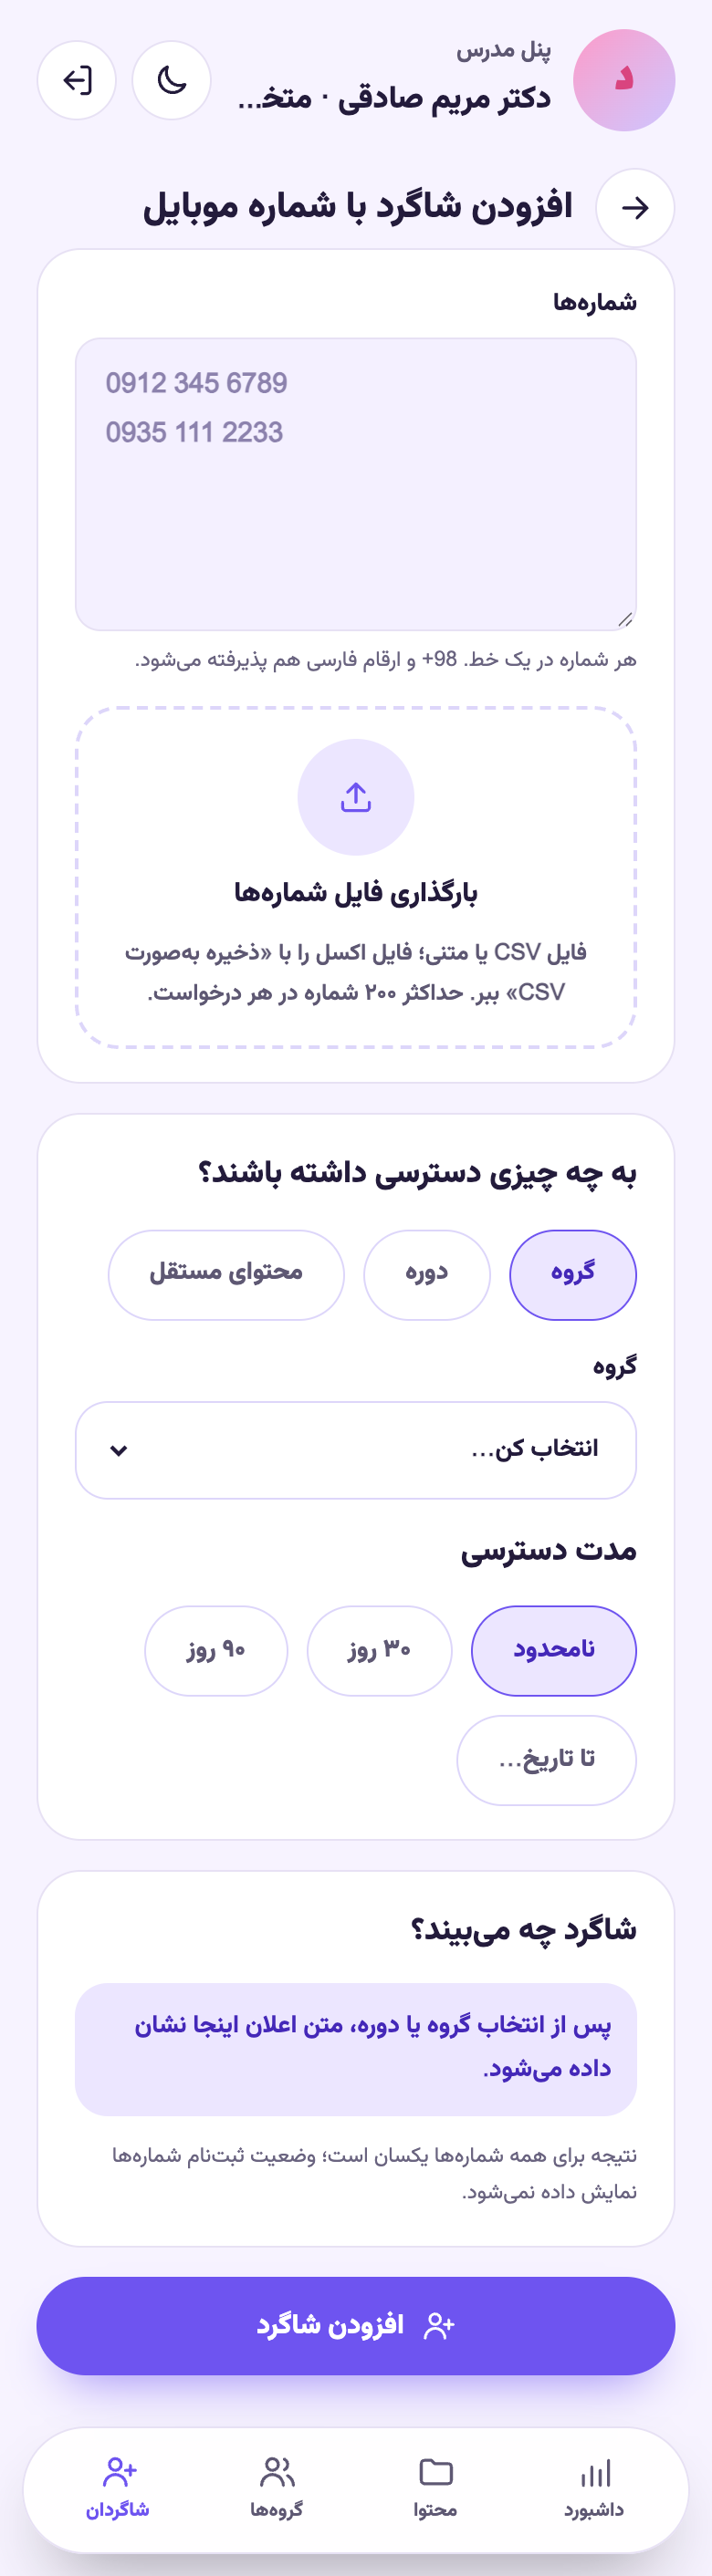 د
پنل مدرس
دکتر مریم صادقی · متخ...
افزودن شاگرد با شماره موبایل
شماره‌ها
0912 345 6789
0935 111 2233
هر شماره در یک خط. 98+ و ارقام فارسی هم پذیرفته می‌شود.
بارگذاری فایل شماره‌ها
فایل CSV یا متنی؛ فایل اکسل را با «ذخیره به‌صورت
CSV» ببر. حداکثر ۲۰۰ شماره در هر درخواست.
به چه چیزی دسترسی داشته باشند؟
گروه
دوره
محتوای مستقل
گروه
انتخاب کن...
مدت دسترسی
نامحدود
۳۰ روز
۹۰ روز
تا تاریخ...
شاگرد چه می‌بیند؟
پس از انتخاب گروه یا دوره، متن اعلان اینجا نشان
داده می‌شود.
نتیجه برای همه شماره‌ها یکسان است؛ وضعیت ثبت‌نام شماره‌ها
نمایش داده نمی‌شود.
افزودن شاگرد
داشبورد
محتوا
گروه‌ها
شاگردان